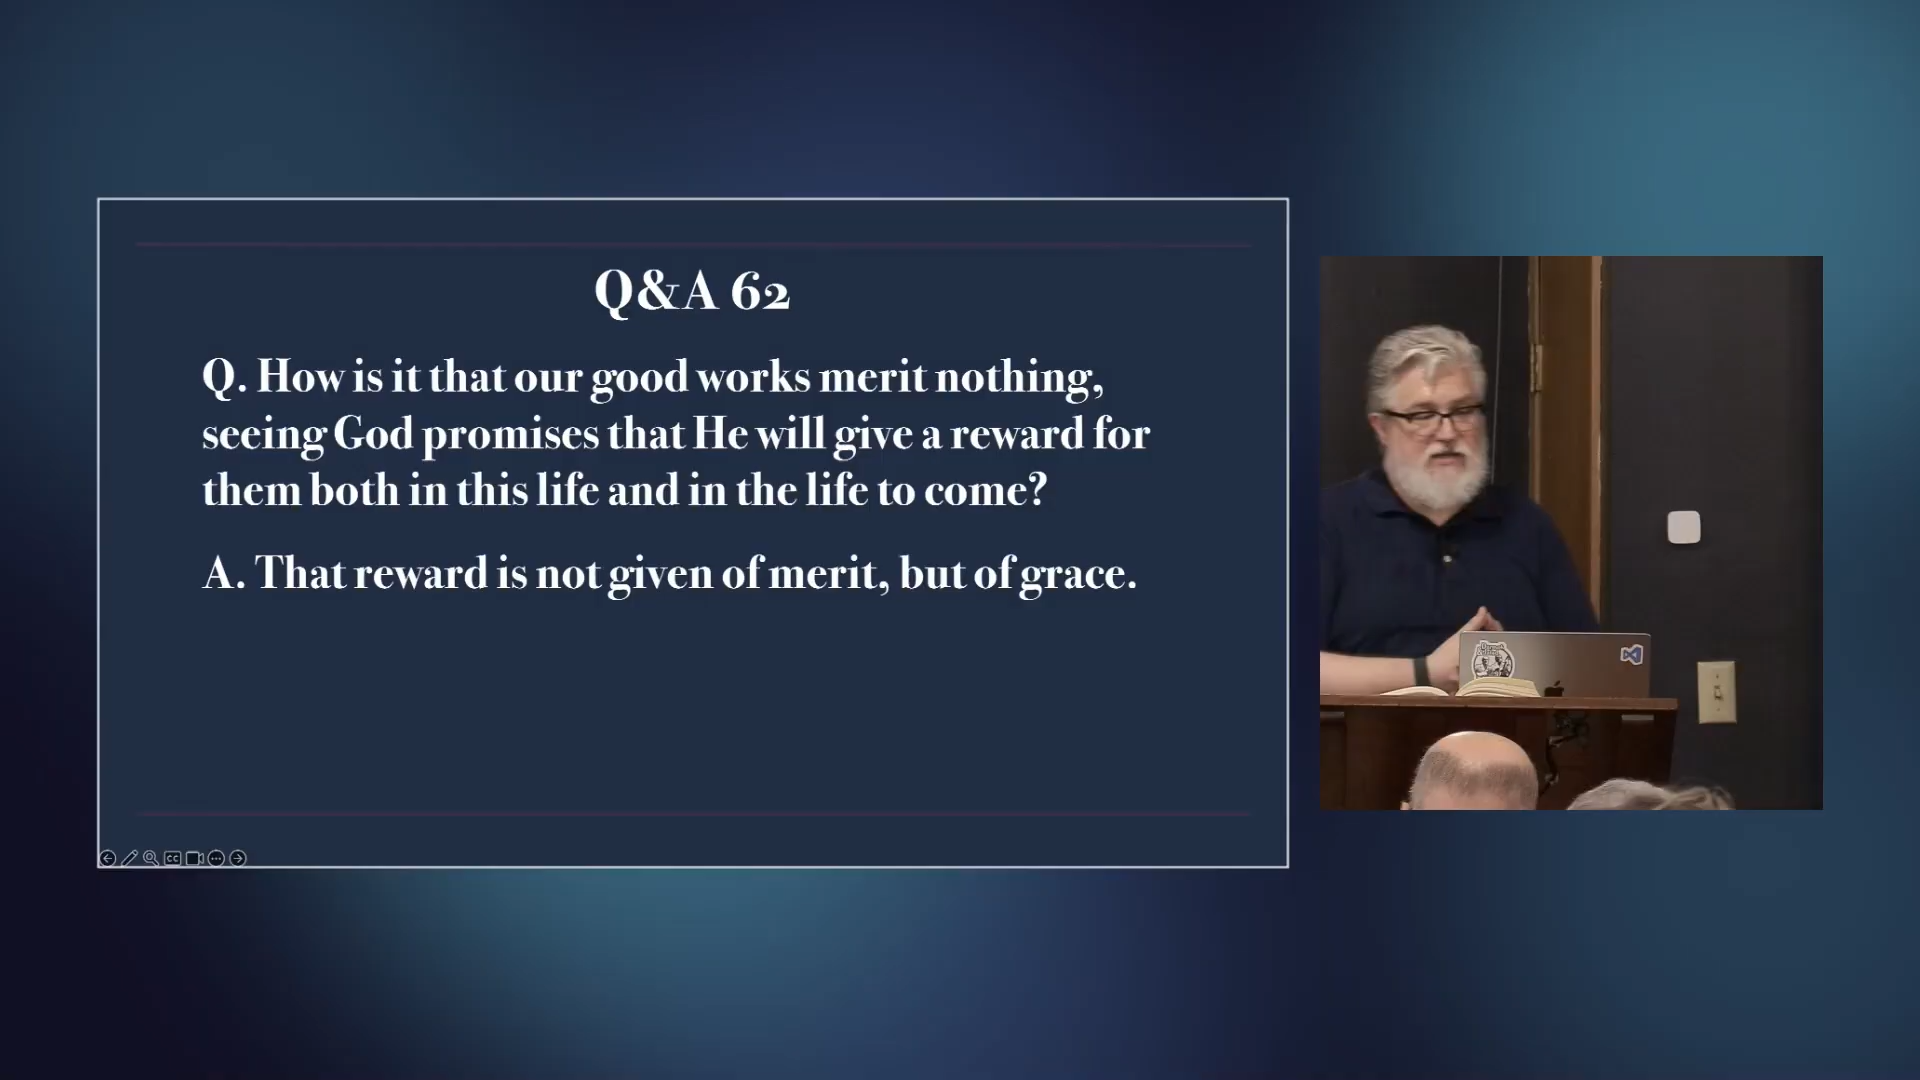 Q&A 62
Q. How is it that our good works merit nothing,
seeing God promises that He will give a reward for
them both in this life and in the life to come?
A. That reward is not given of merit, but of grace.
CC